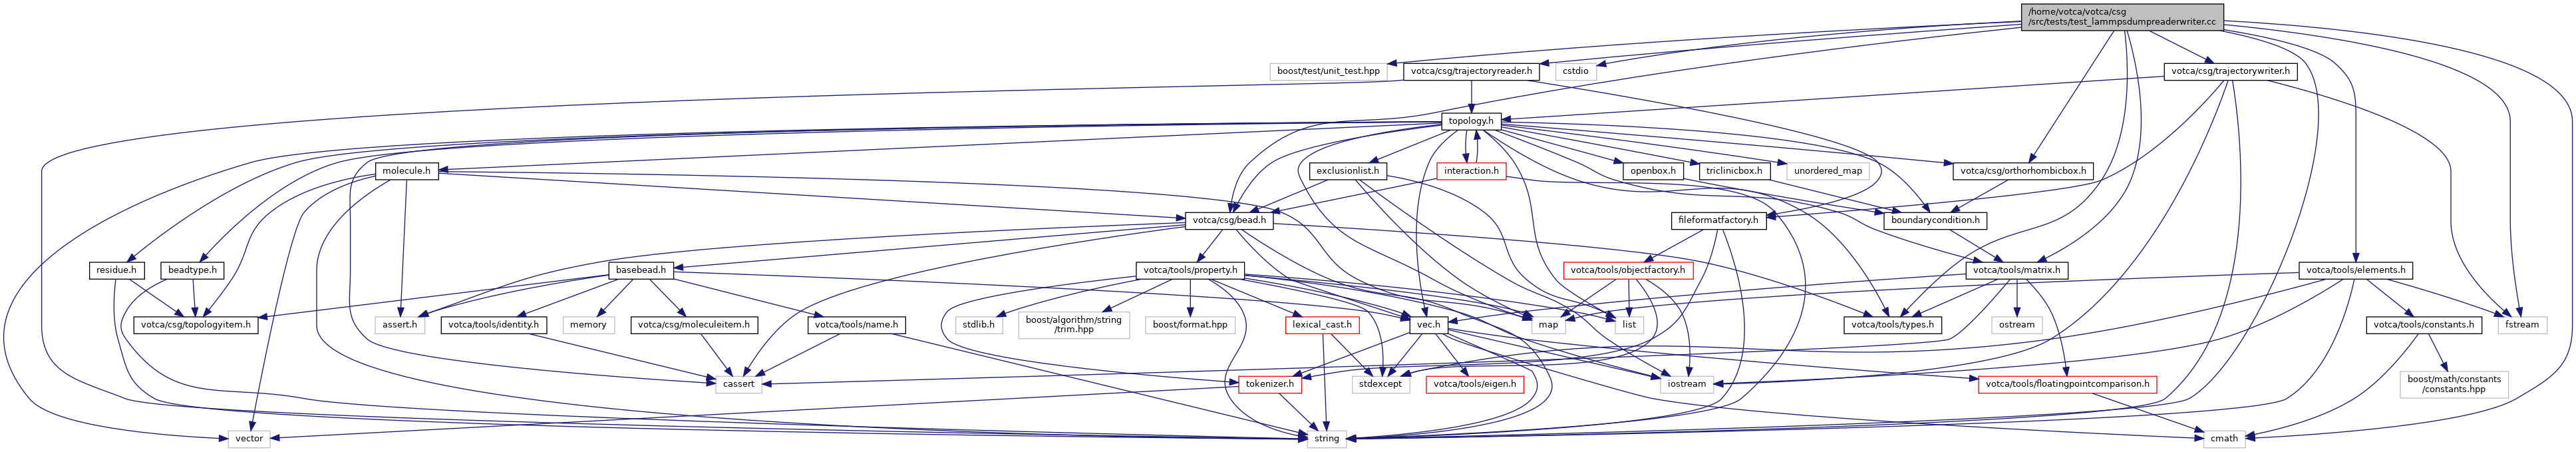 /home/votca/votca/csg
/src/tests/test_lammpsdumpreaderwriter.cc
boost/test/unit_test.hpp
votca/csg/trajectoryreader.h
cstdio
votca/csg/trajectorywriter.h
topology.h
molecule.h
exclusionlist.h
interaction.h
openbox.h
triclinicbox.h
unordered_map
votca/csg/orthorhombicbox.h
votca/csg/bead.h
fileformatfactory.h
boundarycondition.h
residue.h
beadtype.h
basebead.h
votca/tools/property.h
votca/tools/objectfactory.h
votca/tools/matrix.h
votca/tools/elements.h
votca/csg/topologyitem.h
assert.h
votca/tools/identity.h
memory
votca/csg/moleculeitem.h
votca/tools/name.h
stdlib.h
boost/algorithm/string
/trim.hpp
boost/format.hpp
lexical_cast.h
vec.h
map
list
votca/tools/types.h
ostream
votca/tools/constants.h
fstream
cassert
tokenizer.h
stdexcept
votca/tools/eigen.h
iostream
votca/tools/floatingpointcomparison.h
boost/math/constants
/constants.hpp
vector
string
cmath